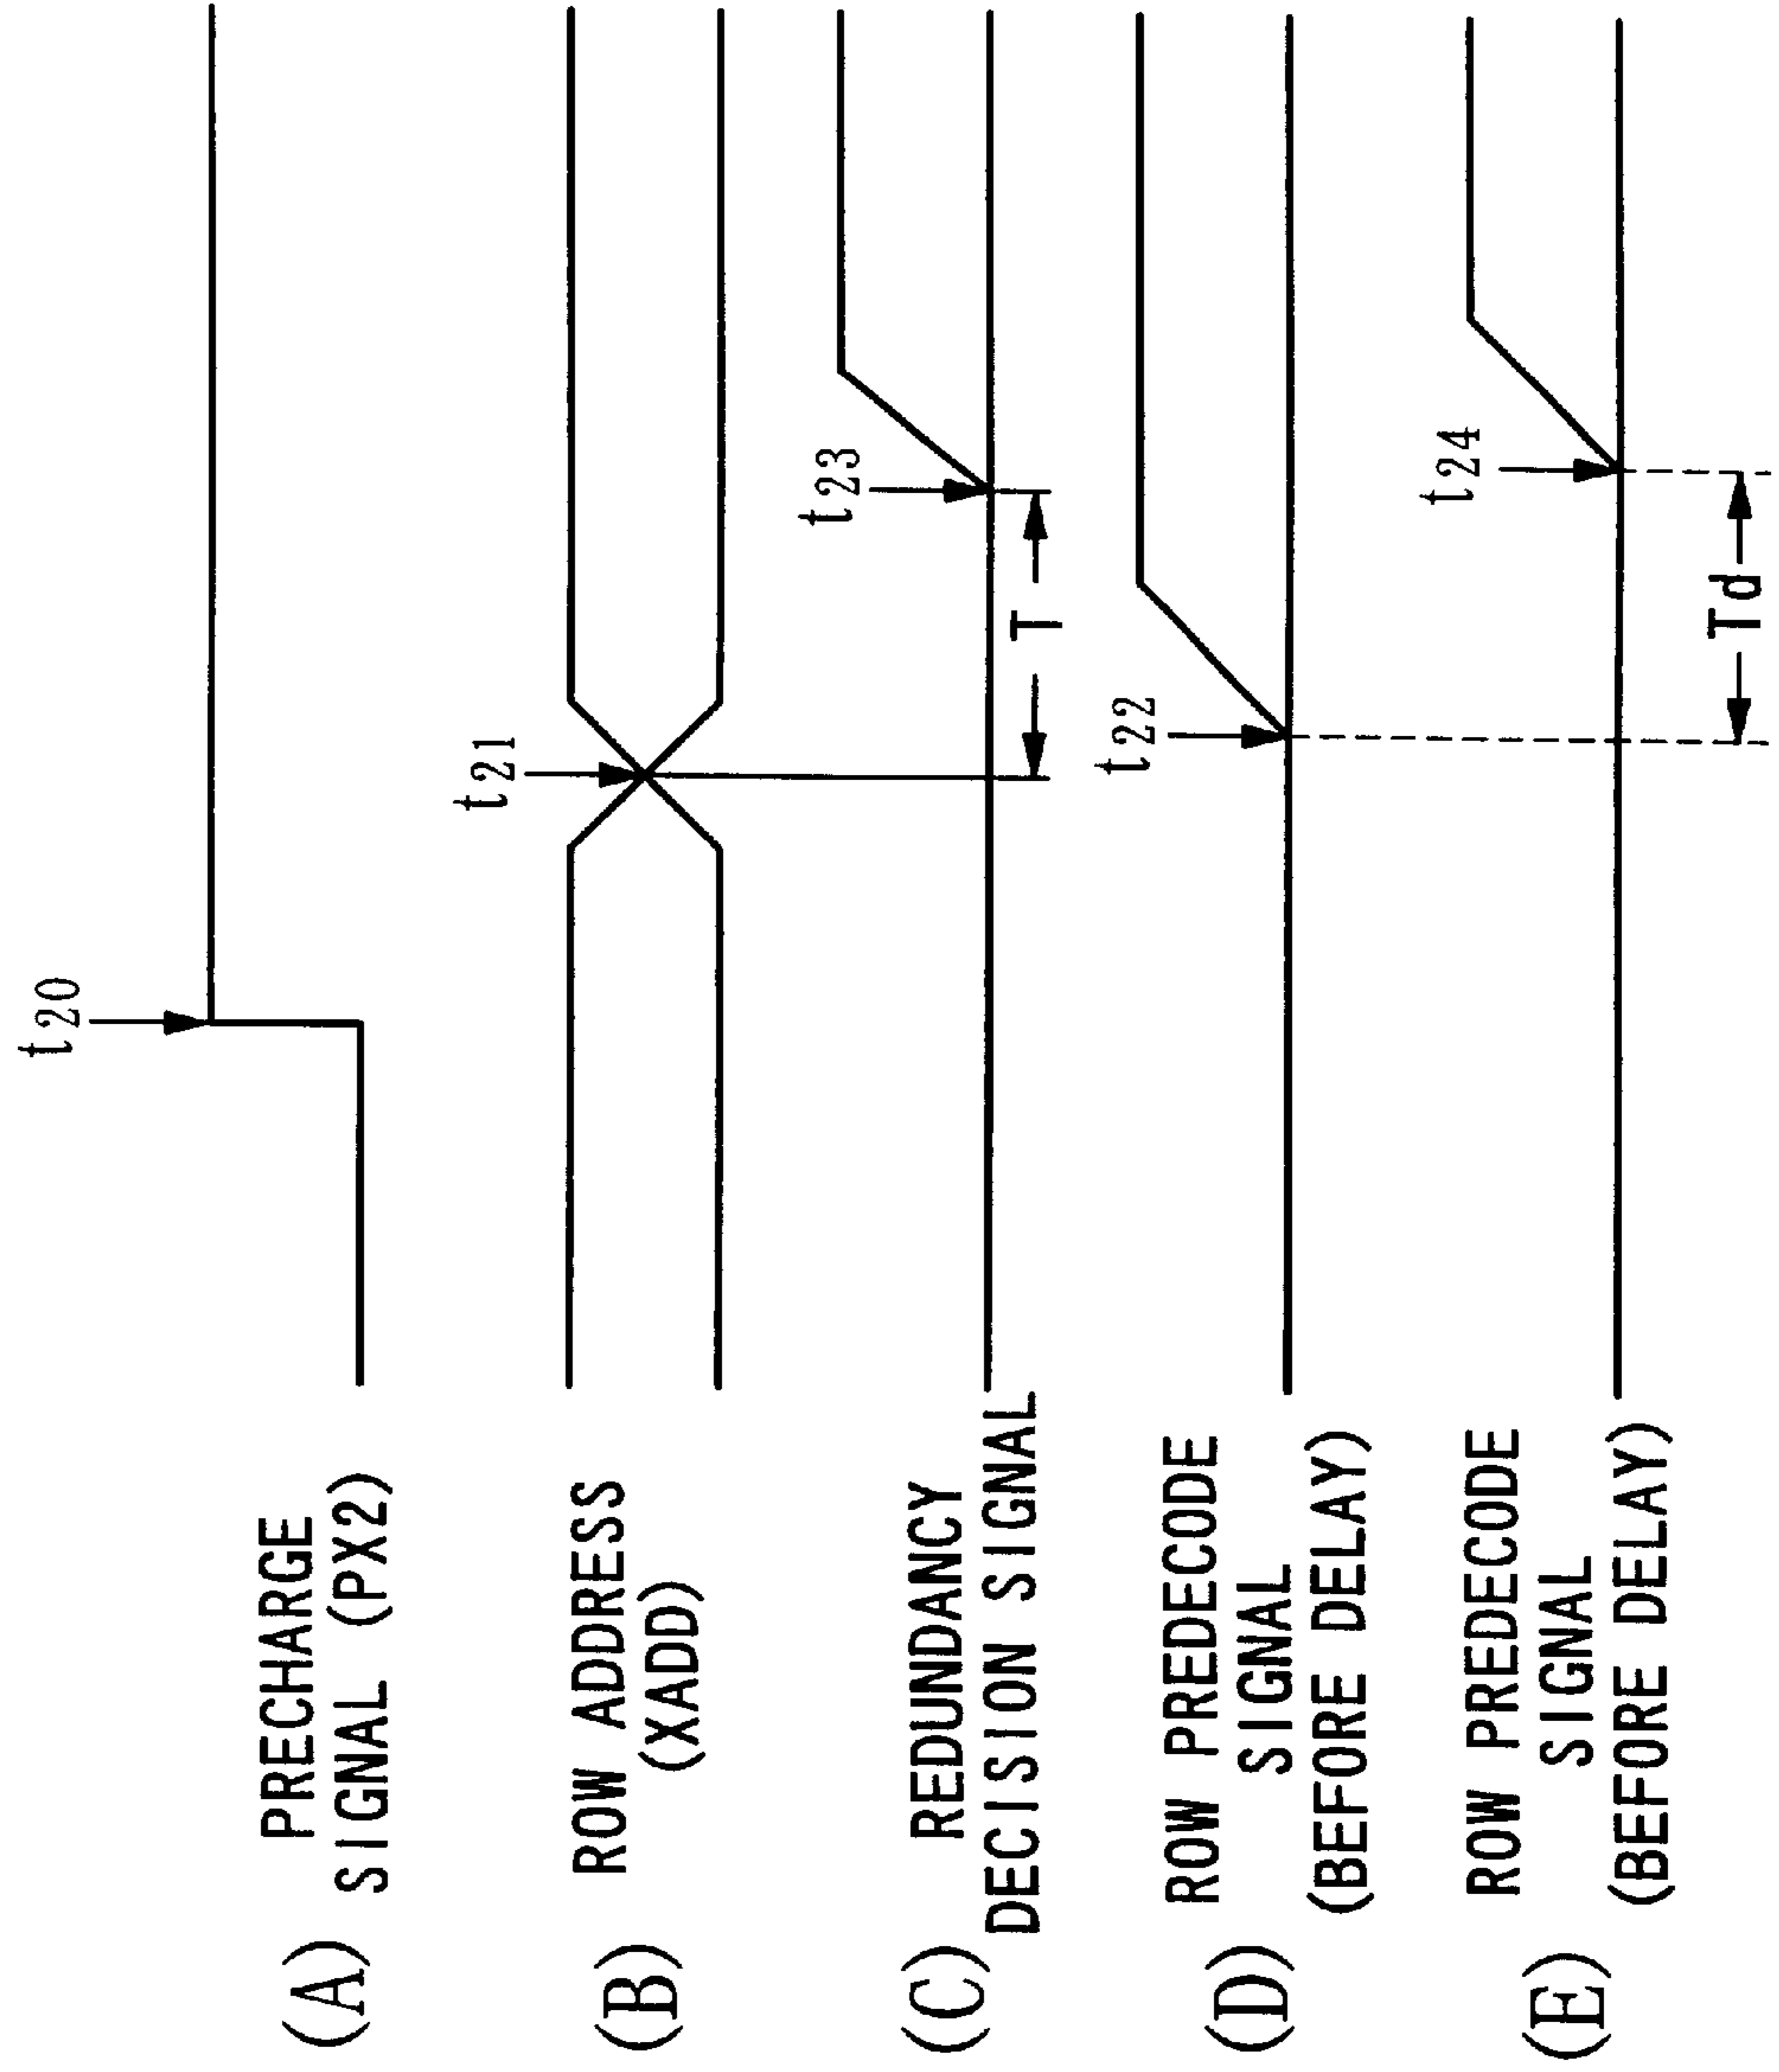 (A) PRECHARGE
SIGNAL (PX2)
t20
(B) ROW ADDRESS
(XADD)
t21
(C) REDUNDANCY
DECISION SIGNAL
t23
T
(D) ROW PREDECODE
SIGNAL
(BEFORE DELAY)
t22
(E) ROW PREDECODE
SIGNAL
(BEFORE DELAY)
t24
Td